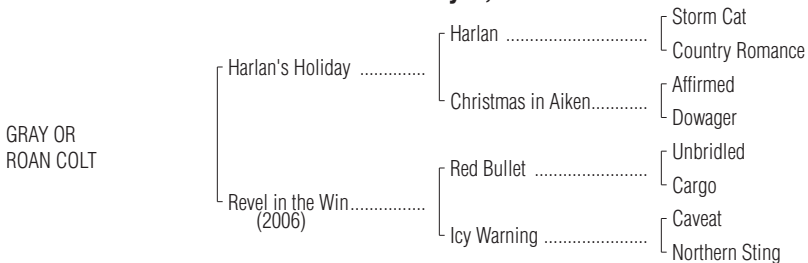 Storm Cat
Harlan ..............................
Country Romance
Harlan's Holiday ..............
Affirmed
Christmas in Aiken............
Dowager
GRAY OR
ROAN COLT
Unbridled
Red Bullet ........................
Cargo
Revel in the Win................
(2006)
Caveat
Icy Warning ......................
Northern Sting